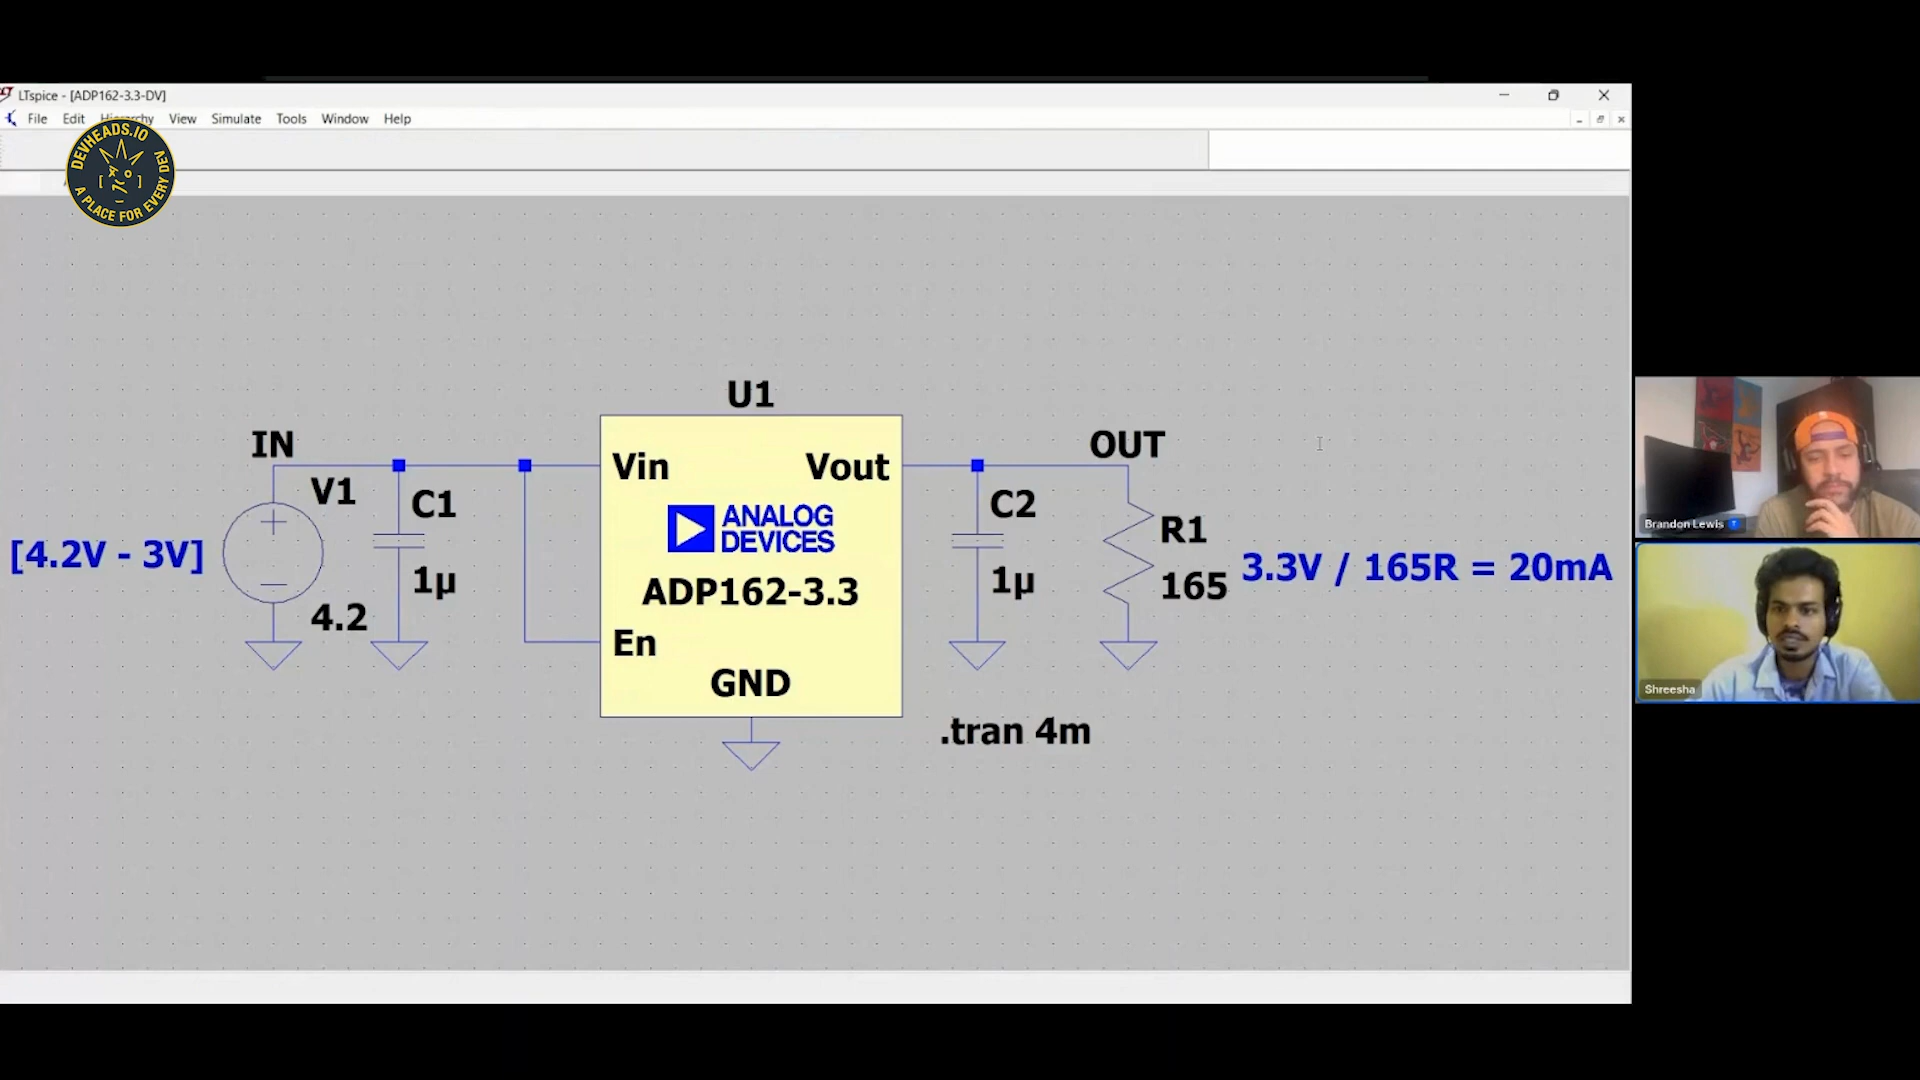 LTspice - [ADP162-3.3-DV]
File Edit Hierarchy View Simulate Tools Window Help
DEVHEADS.IO
A PLACE FOR EVERY DEV
U1
IN
OUT
Vin
Vout
V1
C1
C2
ANALOG
DEVICES
R1
[4.2V - 3V]
3.3V / 165R = 20mA
1µ
ADP162-3.3
1µ
165
4.2
En
GND
.tran 4m
Brandon Lewis
Shreesha